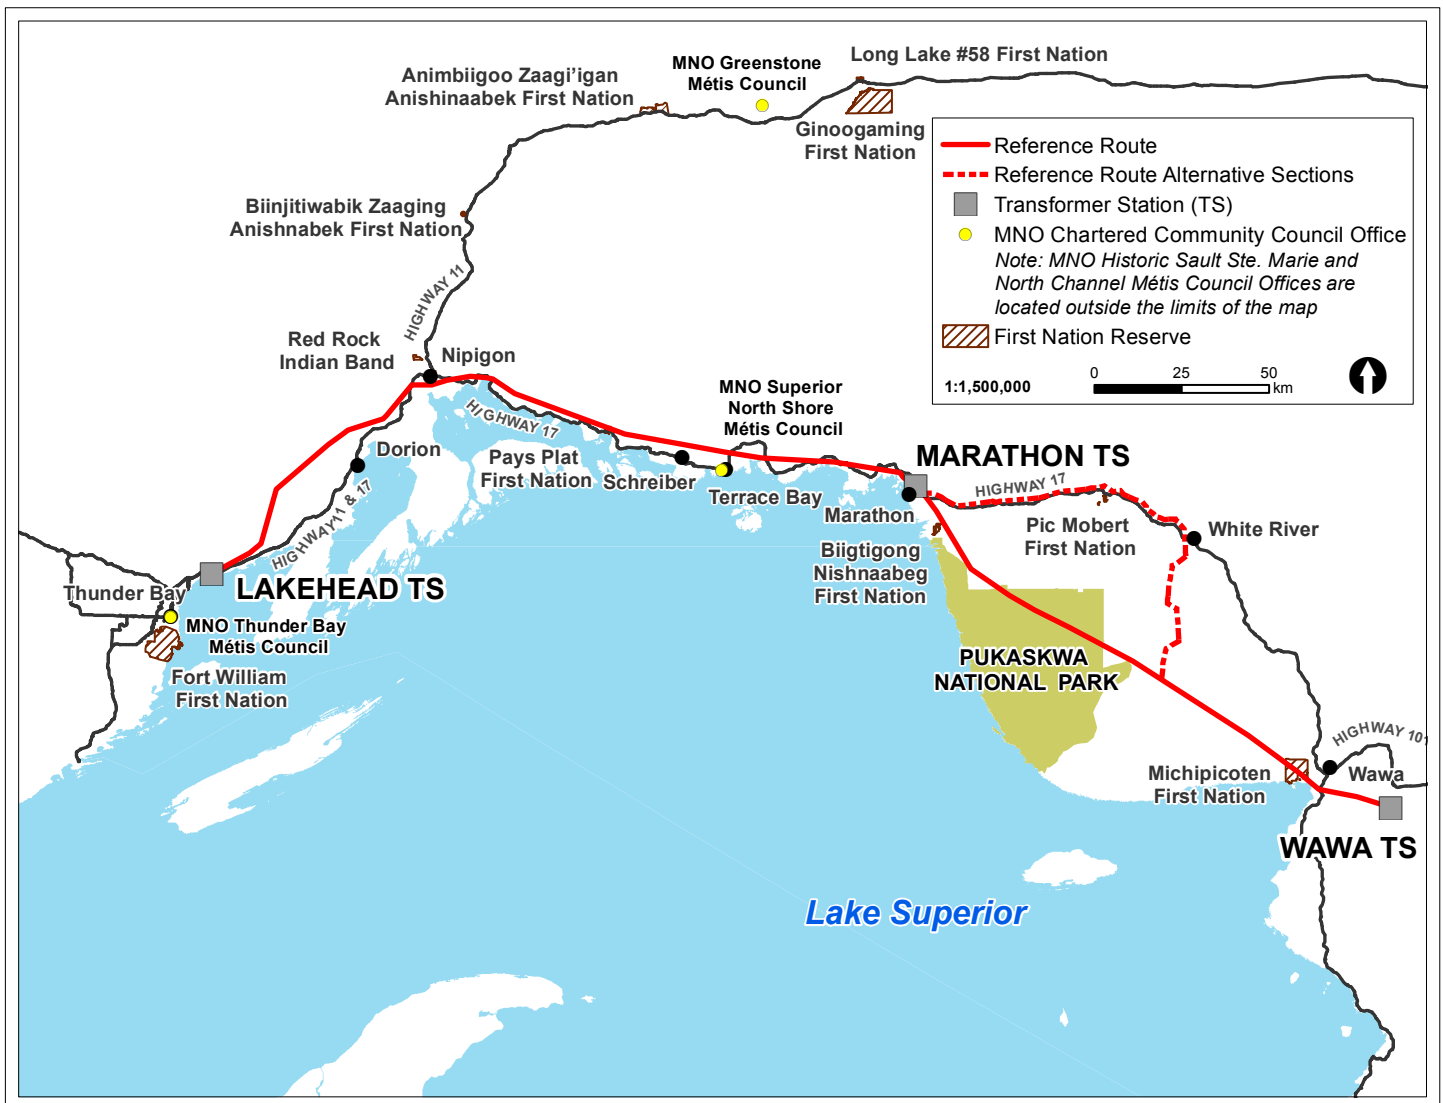 Long Lake #58 First Nation
MNO Greenstone
Métis Council
Animbiigoo Zaagi'igan
Anishinaabek First Nation
Ginoogaming
First Nation
Reference Route
Reference Route Alternative Sections
Transformer Station (TS)
MNO Chartered Community Council Office
Note: MNO Historic Sault Ste. Marie and
North Channel Métis Council Offices are
located outside the limits of the map
First Nation Reserve
1:1,500,000
0 25 50
km
Biinjitiwabik Zaaging
Anishnabek First Nation
HIGHWAY 11
Red Rock
Indian Band
Nipigon
HIGHWAY 17
MNO Superior
North Shore
Métis Council
Dorion
Pays Plat
First Nation
Schreiber
Terrace Bay
MARATHON TS
HIGHWAY 17
Marathon
Pic Mobert
First Nation
White River
Biigtigong
Nishnaabeg
First Nation
HIGHWAY11 & 17
LAKEHEAD TS
Thunder Bay
MNO Thunder Bay
Métis Council
Fort William
First Nation
PUKASKWA
NATIONAL PARK
HIGHWAY 101
Michipicoten
First Nation
Wawa
WAWA TS
Lake Superior